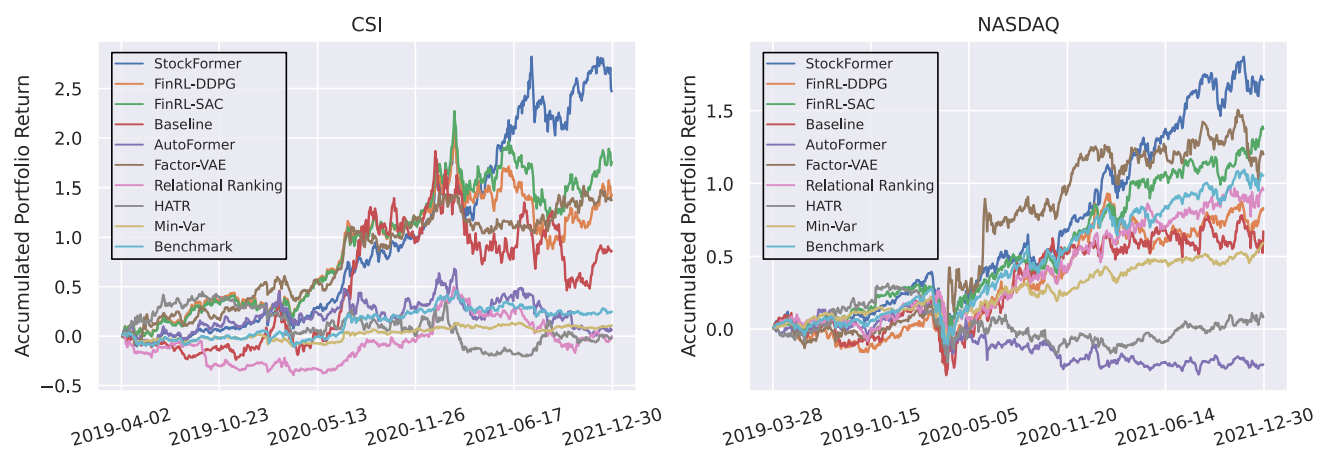 CSI
Accumulated Portfolio Return
2.5
2.0
1.5
1.0
0.5
0.0
−0.5
StockFormer
FinRL-DDPG
FinRL-SAC
Baseline
AutoFormer
Factor-VAE
Relational Ranking
HATR
Min-Var
Benchmark
2019-04-02
2019-10-23
2020-05-13
2020-11-26
2021-06-17
2021-12-30
NASDAQ
Accumulated Portfolio Return
1.5
1.0
0.5
0.0
StockFormer
FinRL-DDPG
FinRL-SAC
Baseline
AutoFormer
Factor-VAE
Relational Ranking
HATR
Min-Var
Benchmark
2019-03-28
2019-10-15
2020-05-05
2020-11-20
2021-06-14
2021-12-30